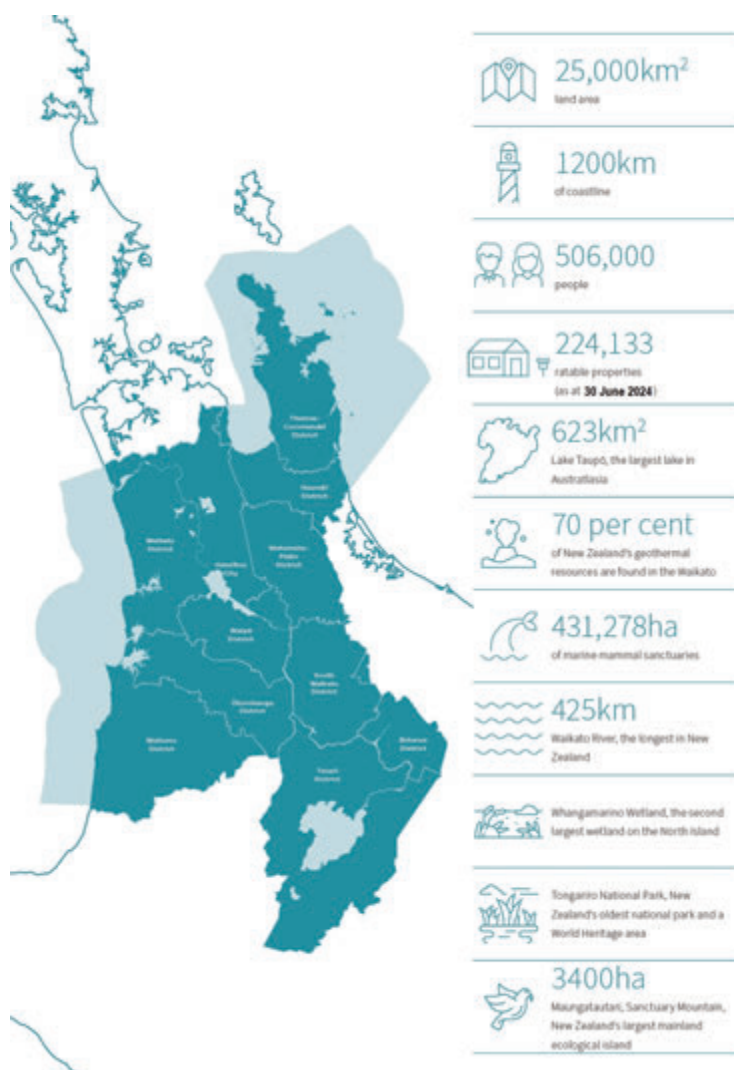 Thames-
Coromandel
District
Hauraki
District
Waikato
District
Hamilton
City
Matamata-
Piako
District
Waipā
District
South
Waikato
District
Ōtorohanga
District
Waitomo
District
Rotorua
District
Taupō
District
25,000km²
land area
1200km
of coastline
506,000
people
224,133
ratable properties
(as at 30 June 2024)
623km²
Lake Taupō, the largest lake in
Australasia
70 per cent
of New Zealand's geothermal
resources are found in the Waikato
431,278ha
of marine mammal sanctuaries
425km
Waikato River, the longest in New
Zealand
Whangamarino Wetland, the second
largest wetland on the North Island
Tongariro National Park, New
Zealand's oldest national park and a
World Heritage area
3400ha
Maungatautari, Sanctuary Mountain,
New Zealand's largest mainland
ecological island